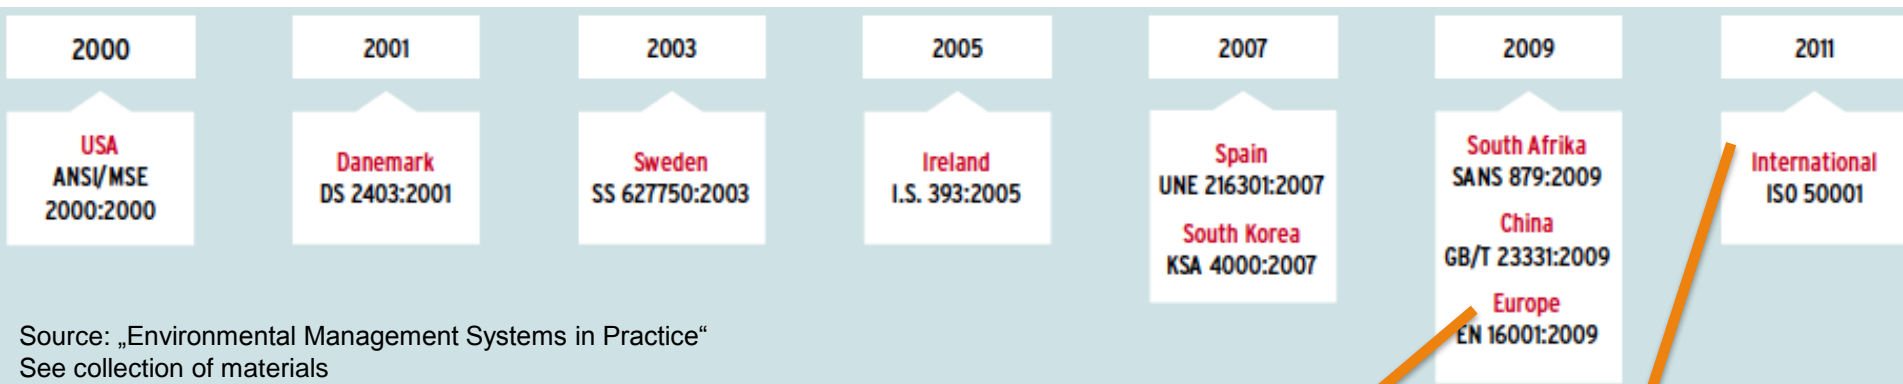 2000
USA
ANSI/MSE
2000:2000
2001
Danemark
DS 2403:2001
2003
Sweden
SS 627750:2003
2005
Ireland
I.S. 393:2005
2007
Spain
UNE 216301:2007
South Korea
KSA 4000:2007
2009
South Afrika
SANS 879:2009
China
GB/T 23331:2009
Europe
EN 16001:2009
2011
International
ISO 50001
Source: „Environmental Management Systems in Practice“
See collection of materials